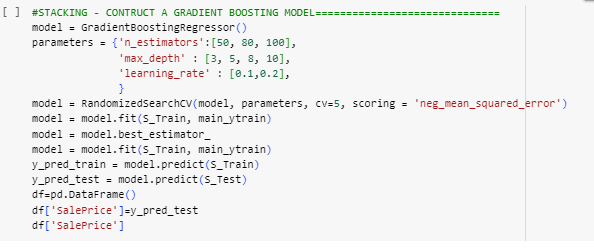 [ ] #STACKING - CONTRUCT A GRADIENT BOOSTING MODEL==============================
model = GradientBoostingRegressor()
parameters = {'n_estimators':[50, 80, 100],
'max_depth' : [3, 5, 8, 10],
'learning_rate' : [0.1,0.2],
}
model = RandomizedSearchCV(model, parameters, cv=5, scoring = 'neg_mean_squared_error')
model = model.fit(S_Train, main_ytrain)
model = model.best_estimator_
model = model.fit(S_Train, main_ytrain)
y_pred_train = model.predict(S_Train)
y_pred_test = model.predict(S_Test)
df=pd.DataFrame()
df['SalePrice']=y_pred_test
df['SalePrice']